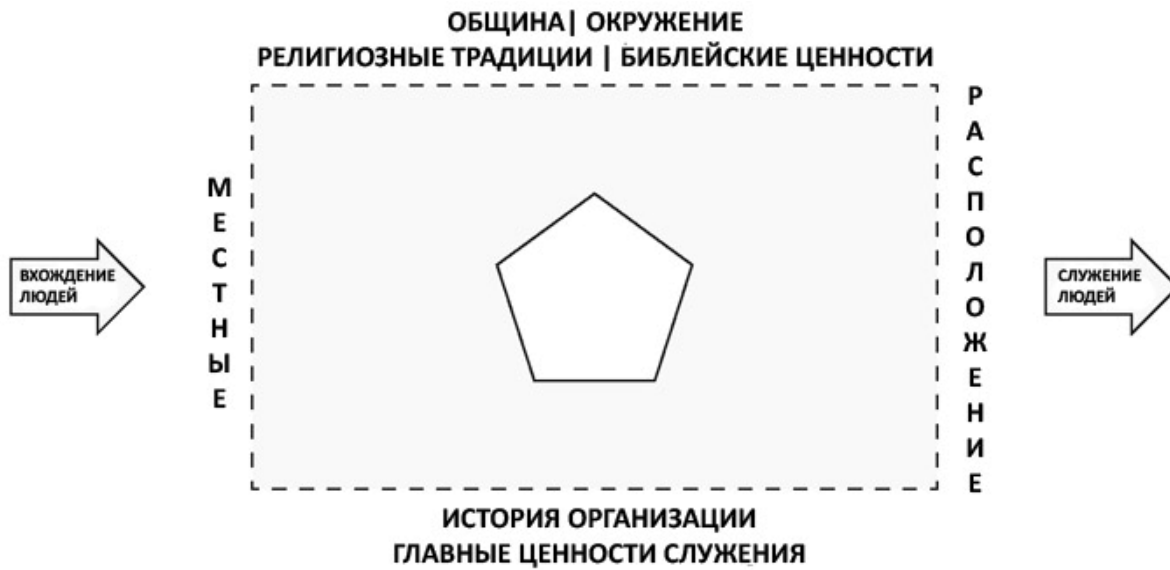 ОБЩИНА| ОКРУЖЕНИЕ
РЕЛИГИОЗНЫЕ ТРАДИЦИИ | БИБЛЕЙСКИЕ ЦЕННОСТИ
ВХОЖДЕНИЕ
ЛЮДЕЙ
МЕСТНЫЕ
РАСПОЛОЖЕНИЕ
СЛУЖЕНИЕ
ЛЮДЕЙ
ИСТОРИЯ ОРГАНИЗАЦИИ
ГЛАВНЫЕ ЦЕННОСТИ СЛУЖЕНИЯ